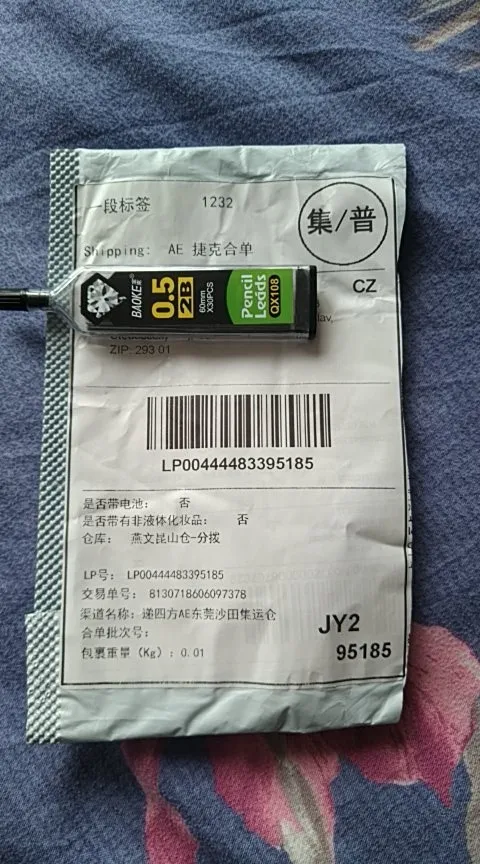 一段标签 1232
集/普
Shipping: AE 捷克合单
CZ
BAOKE
0.5
2B
60mm
X30PCS
Pencil
Leads
QX108
lav,
ZIP: 293 01
LP00444483395185
是否带电池: 否
是否带有非液体化妆品: 否
仓库: 燕文昆山仓-分拨
LP号: LP00444483395185
交易单号: 8130718606097378
渠道名称: 递四方AE东莞沙田集运仓
合单批次号:
JY2
包裹重量 (Kg) : 0.01
95185